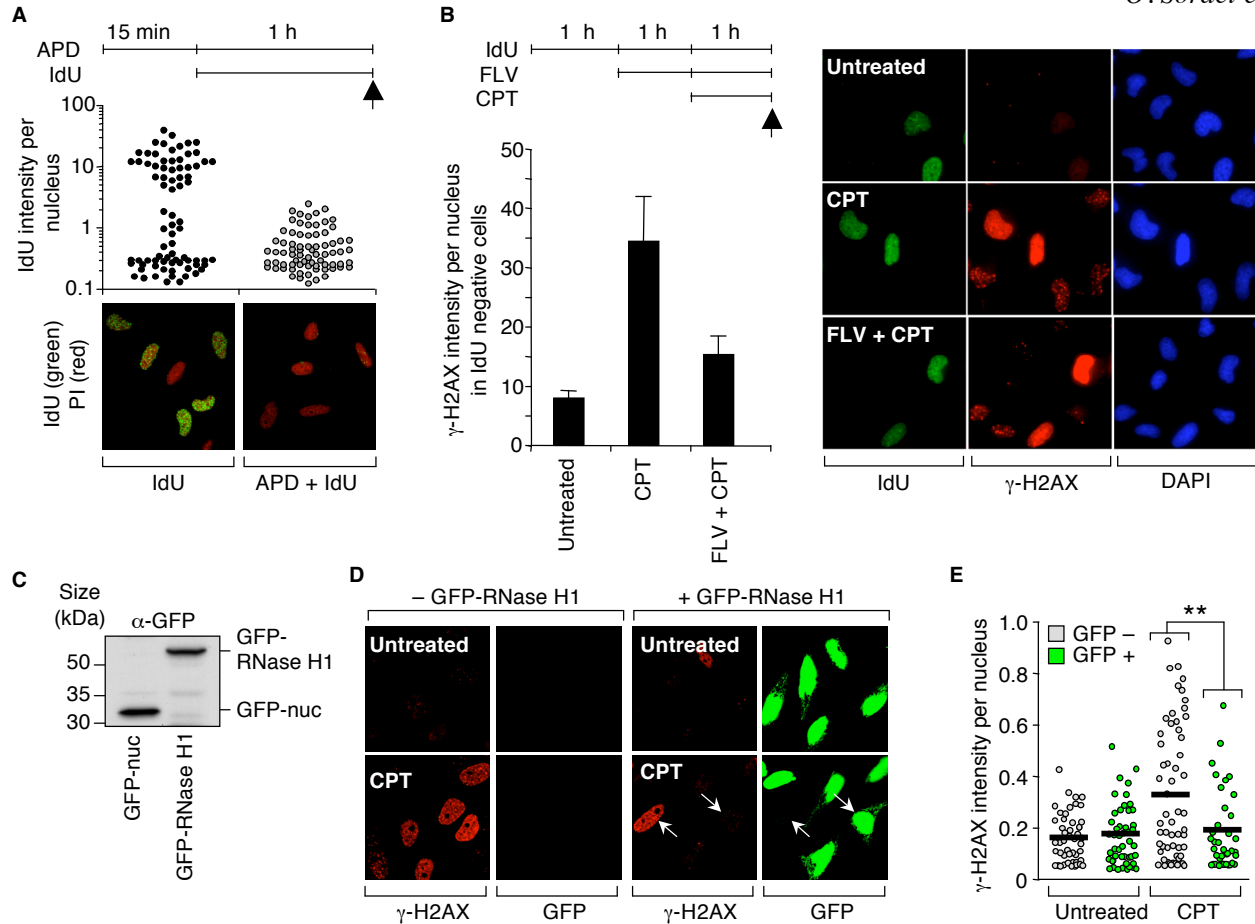 A
15 min
1 h
APD
IdU
100
10
1
0.1
IdU intensity per
nulcleus
IdU (green)
PI (red)
IdU
APD + IdU
B
1 h
1 h
1 h
IdU
FLV
CPT
50
40
30
20
10
0
γ-H2AX intensity per nucleus
in IdU negative cells
Untreated
CPT
FLV + CPT
Untreated
CPT
FLV + CPT
IdU
γ-H2AX
DAPI
C
Size
(kDa)
α-GFP
50
35
30
GFP-
RNase H1
GFP-nuc
GFP-nuc
GFP-RNase H1
D
– GFP-RNase H1
+ GFP-RNase H1
Untreated
Untreated
CPT
CPT
γ-H2AX
GFP
γ-H2AX
GFP
E
**
GFP –
GFP +
1.0
0.8
0.6
0.4
0.2
0
γ-H2AX intensity per nucleus
Untreated
CPT